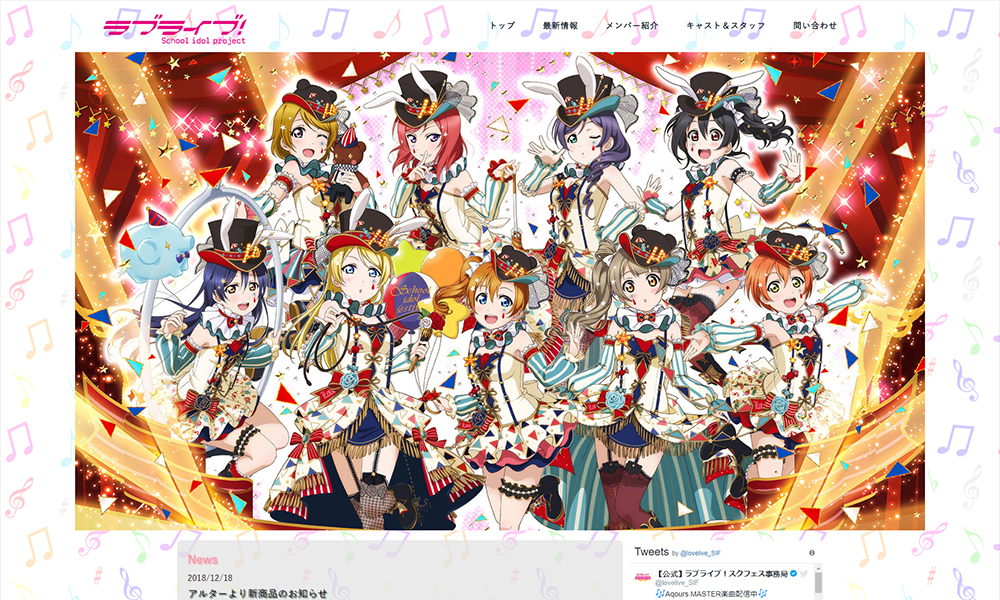 ラブライブ!
School idol project
トップ
最新情報
メンバー紹介
キャスト＆スタッフ
問い合わせ
School
idol
festival
News
2018/12/18
アルターより新商品のお知らせ
Tweets by @lovelive_SIF
【公式】ラブライブ！スクフェス事務局
@lovelive_SIF
🎶Aqours MASTER楽曲配信中🎶